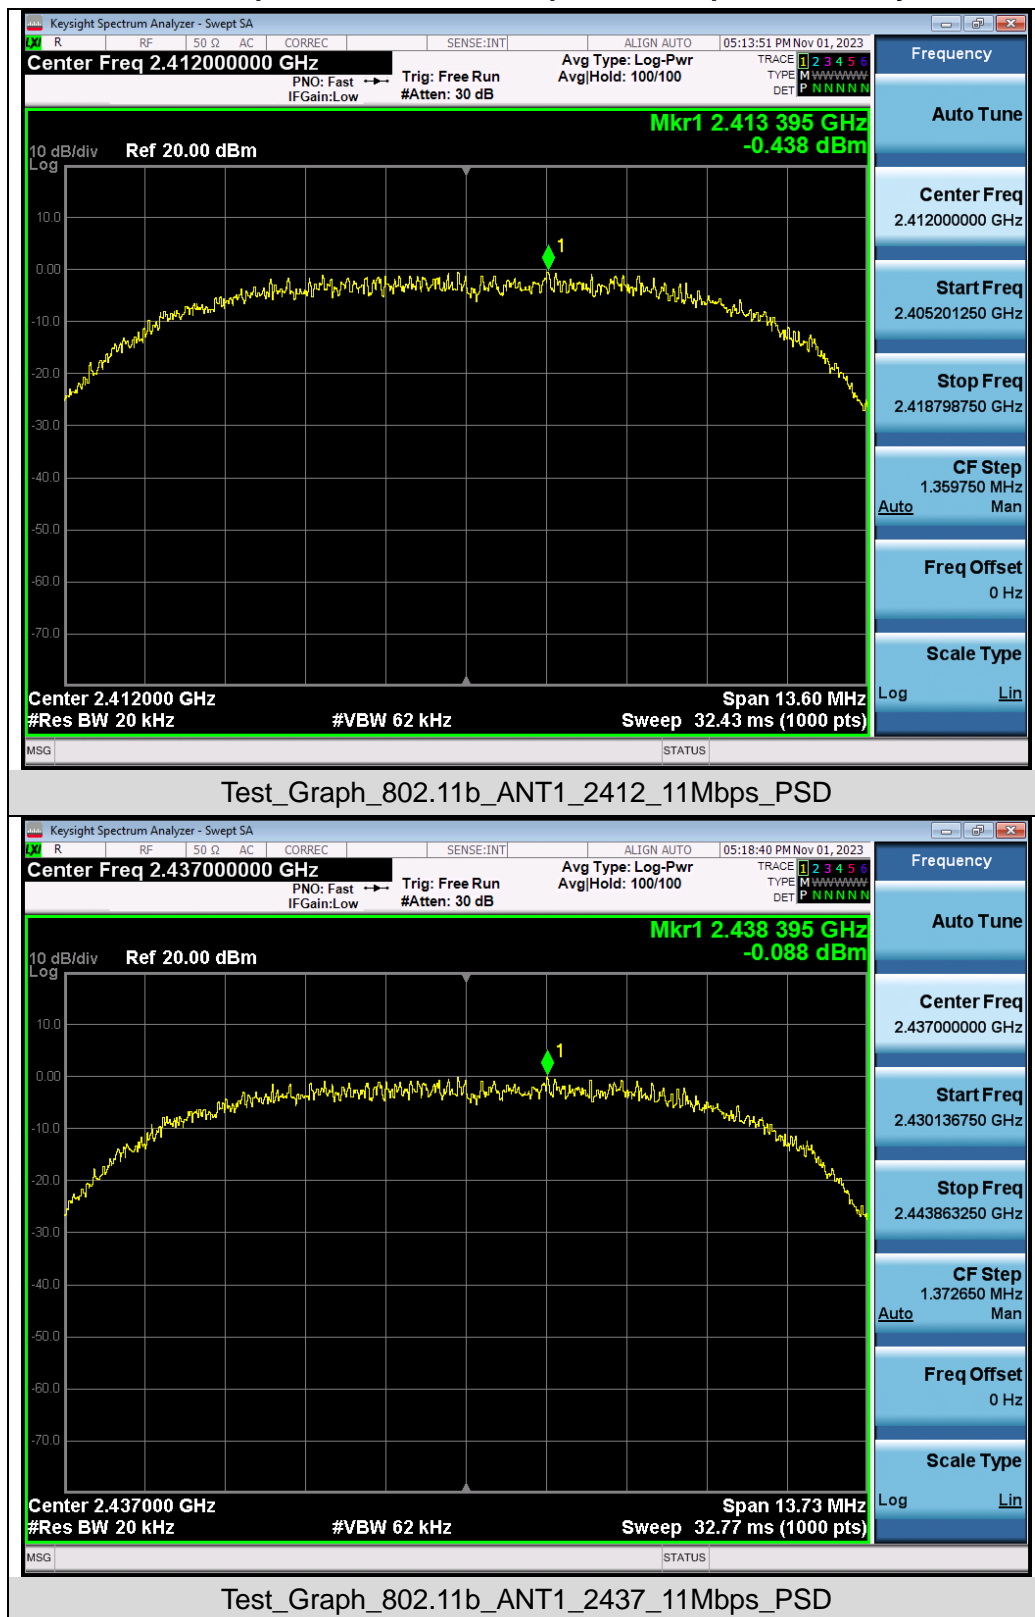 Keysight Spectrum Analyzer - Swept SA
LXI R RF 50 Ω AC CORREC SENSE:INT ALIGN AUTO 05:13:51 PM Nov 01, 2023
Center Freq 2.412000000 GHz
PNO: Fast
IFGain:Low
Trig: Free Run
#Atten: 30 dB
Avg Type: Log-Pwr
Avg|Hold: 100/100
TRACE 1 2 3 4 5 6
TYPE M WWWWW
DET P N N N N N
Mkr1 2.413 395 GHz
-0.438 dBm
10 dB/div Ref 20.00 dBm
Log
10.0
0.00
-10.0
-20.0
-30.0
-40.0
-50.0
-60.0
-70.0
1
Center 2.412000 GHz Span 13.60 MHz
#Res BW 20 kHz #VBW 62 kHz Sweep 32.43 ms (1000 pts)
MSG STATUS
Frequency
Auto Tune
Center Freq
2.412000000 GHz
Start Freq
2.405201250 GHz
Stop Freq
2.418798750 GHz
CF Step
1.359750 MHz
Auto Man
Freq Offset
0 Hz
Scale Type
Log Lin
Test_Graph_802.11b_ANT1_2412_11Mbps_PSD
Keysight Spectrum Analyzer - Swept SA
LXI R RF 50 Ω AC CORREC SENSE:INT ALIGN AUTO 05:18:40 PM Nov 01, 2023
Center Freq 2.437000000 GHz
PNO: Fast
IFGain:Low
Trig: Free Run
#Atten: 30 dB
Avg Type: Log-Pwr
Avg|Hold: 100/100
TRACE 1 2 3 4 5 6
TYPE M WWWWW
DET P N N N N N
Mkr1 2.438 395 GHz
-0.088 dBm
10 dB/div Ref 20.00 dBm
Log
10.0
0.00
-10.0
-20.0
-30.0
-40.0
-50.0
-60.0
-70.0
1
Center 2.437000 GHz Span 13.73 MHz
#Res BW 20 kHz #VBW 62 kHz Sweep 32.77 ms (1000 pts)
MSG STATUS
Frequency
Auto Tune
Center Freq
2.437000000 GHz
Start Freq
2.430136750 GHz
Stop Freq
2.443863250 GHz
CF Step
1.372650 MHz
Auto Man
Freq Offset
0 Hz
Scale Type
Log Lin
Test_Graph_802.11b_ANT1_2437_11Mbps_PSD